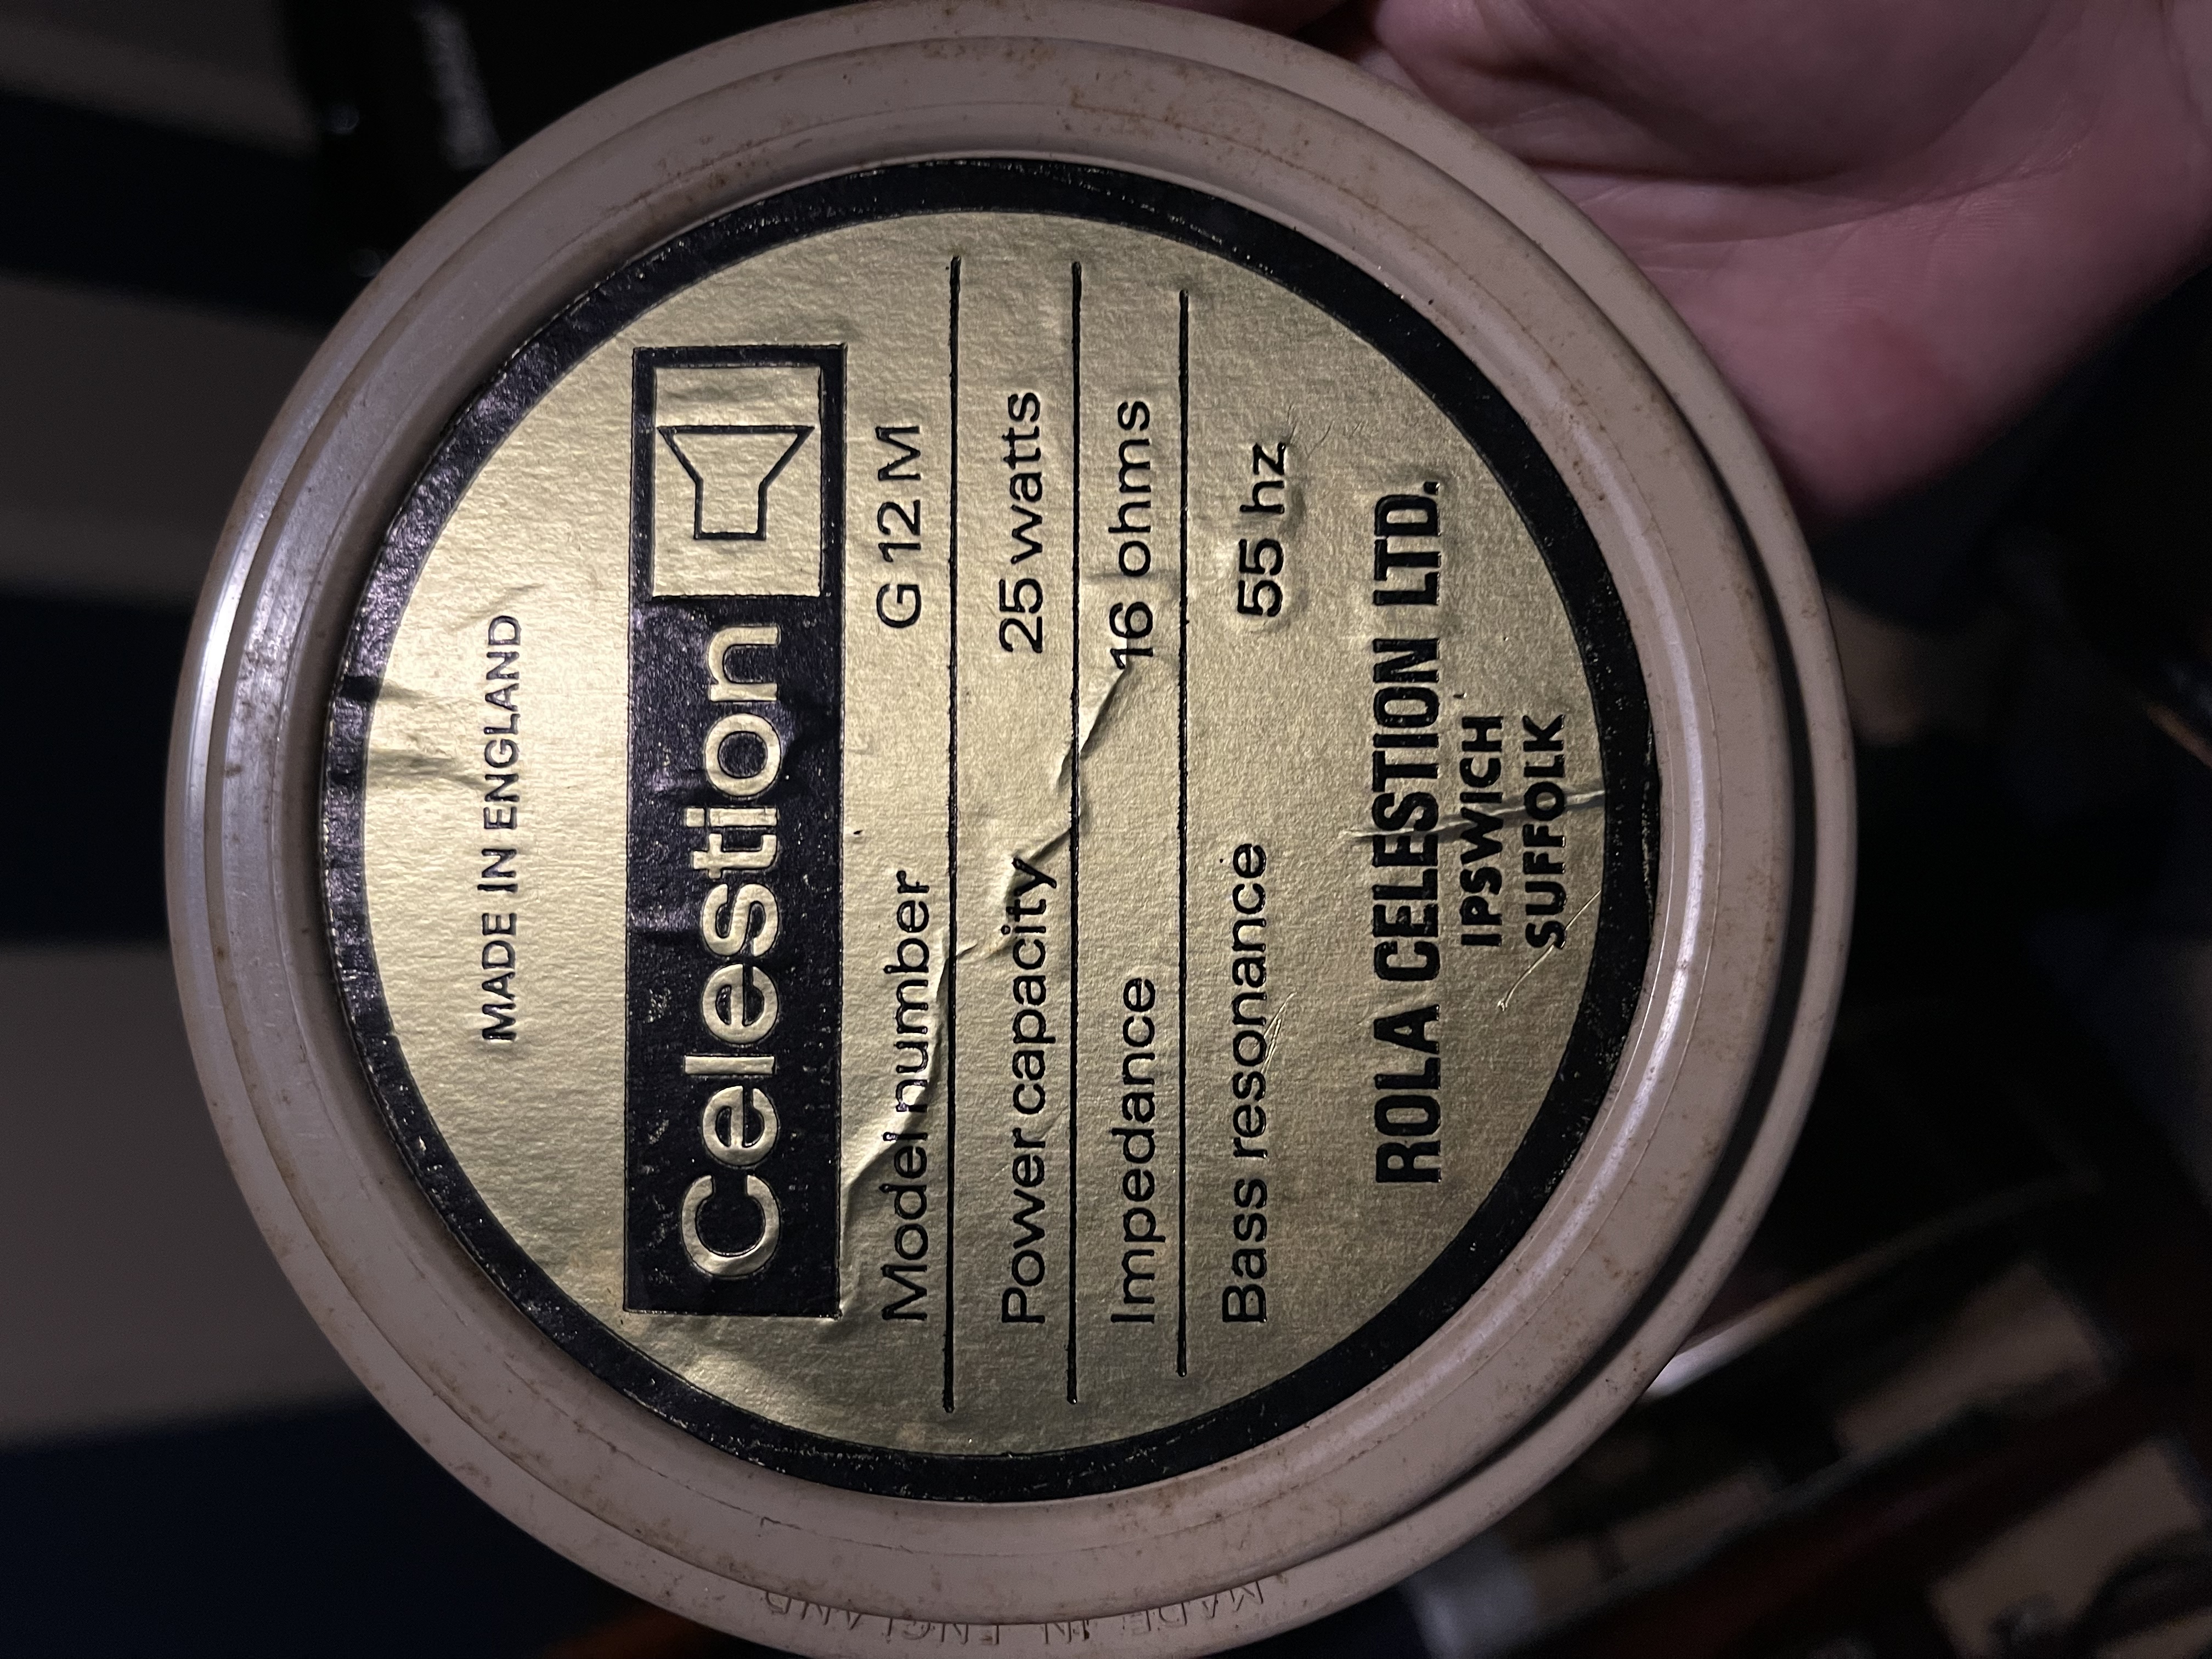 MADE IN ENGLAND
Celestion
Model number G 12 M
Power capacity 25 watts
Impedance 16 ohms
Bass resonance 55 hz
ROLA CELESTION LTD.
IPSWICH
SUFFOLK
MADE IN ENGLAND